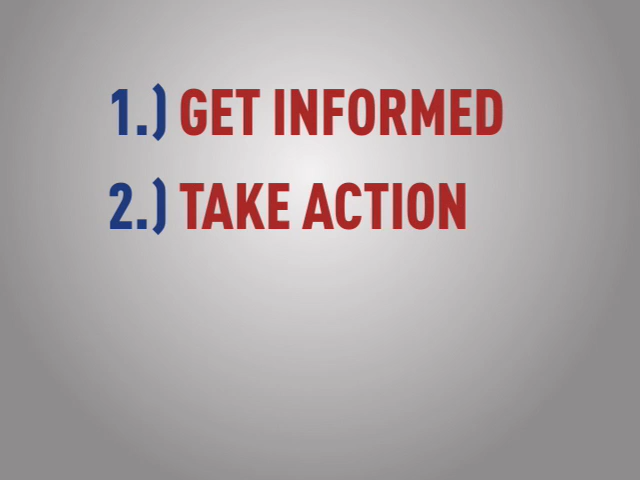 1.) GET INFORMED
2.) TAKE ACTION